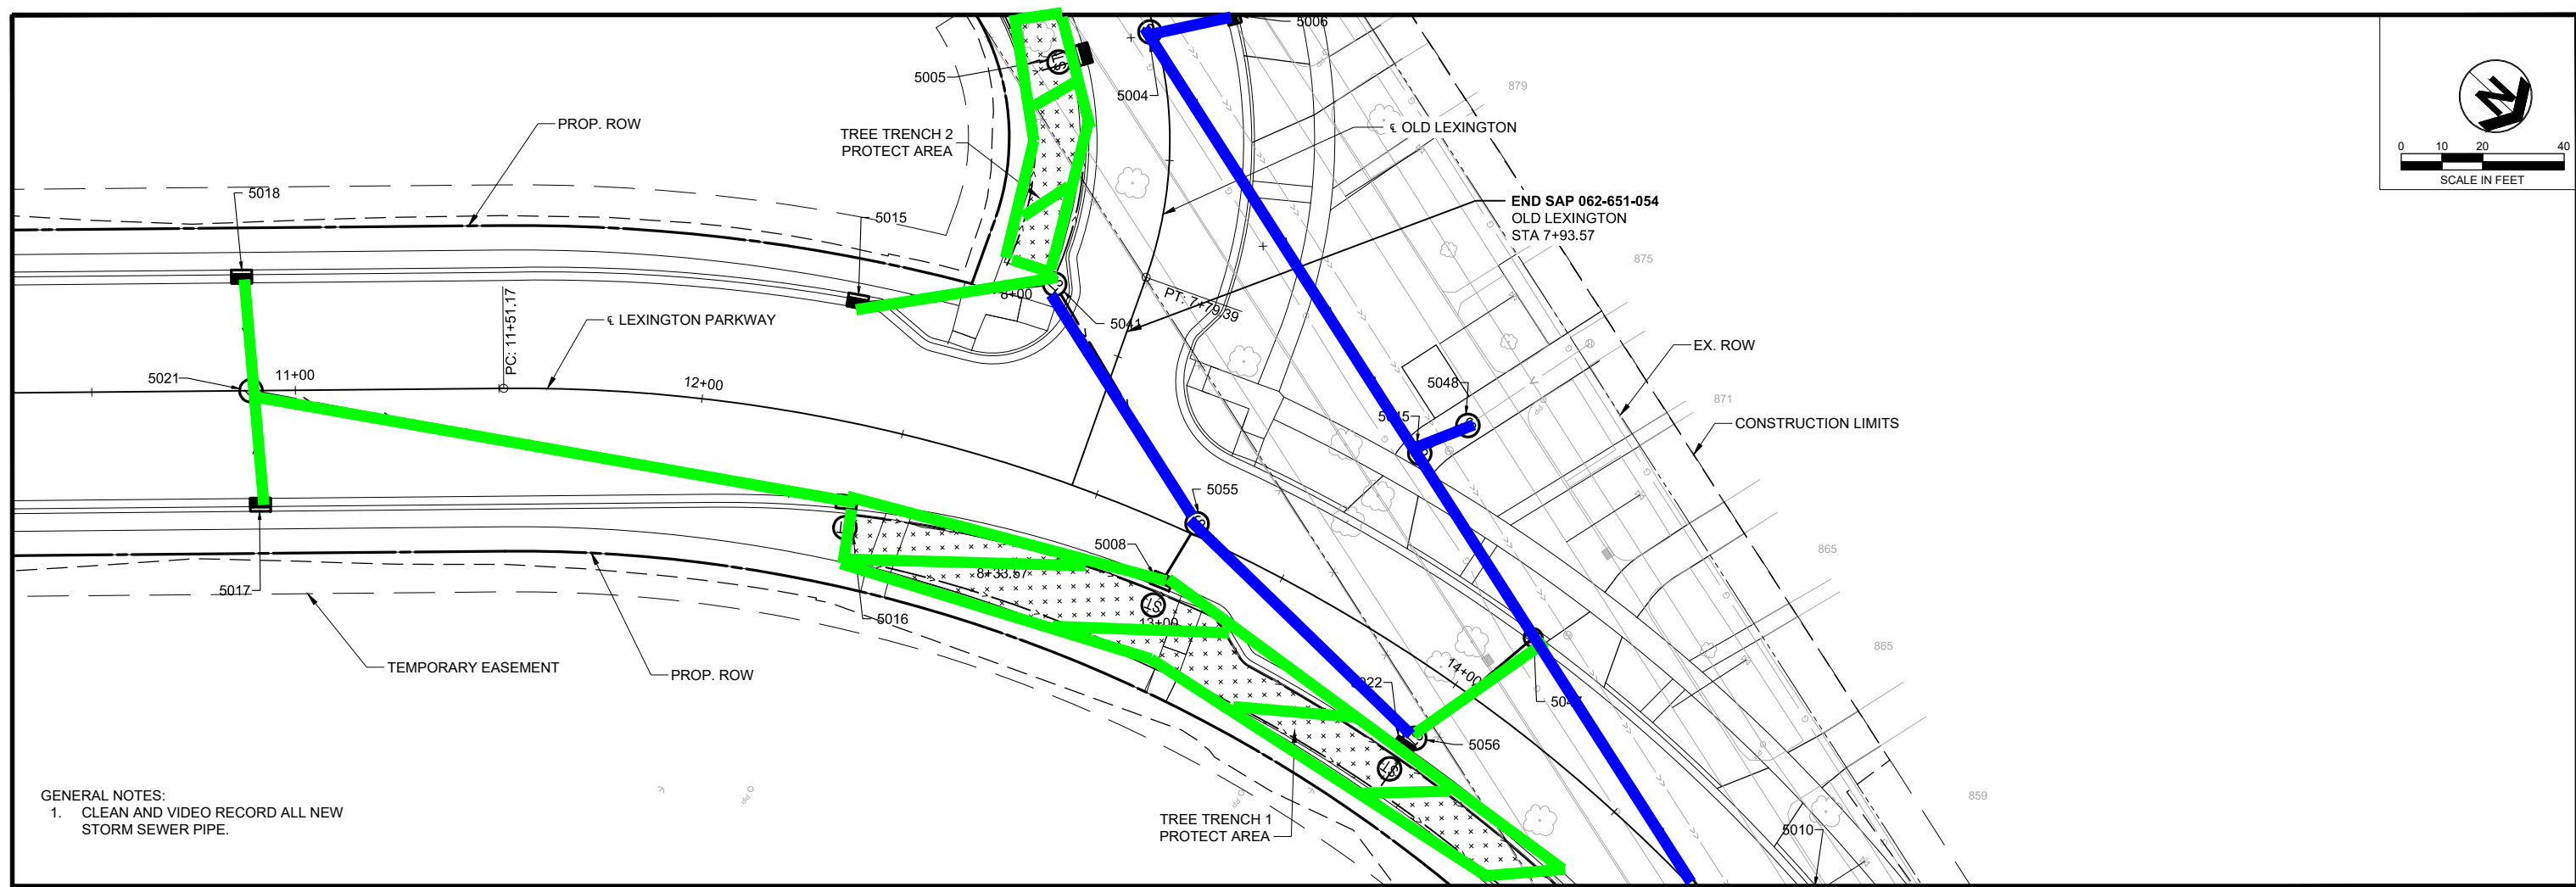 5006
5005
5004
879
PROP. ROW
TREE TRENCH 2
PROTECT AREA
℄ OLD LEXINGTON
N
0 10 20 40
SCALE IN FEET
5018
5015
END SAP 062-651-054
OLD LEXINGTON
STA 7+93.57
875
PT: 7+79.39
8+00
5041
PC: 11+51.17
℄ LEXINGTON PARKWAY
EX. ROW
5021
11+00
12+00
5048
871
CONSTRUCTION LIMITS
5055
5008
865
8+33.57
5017
5016
13+00
ST
865
TEMPORARY EASEMENT
PROP. ROW
14+00
5056
ST
GENERAL NOTES:
1. CLEAN AND VIDEO RECORD ALL NEW
STORM SEWER PIPE.
859
TREE TRENCH 1
PROTECT AREA
5010